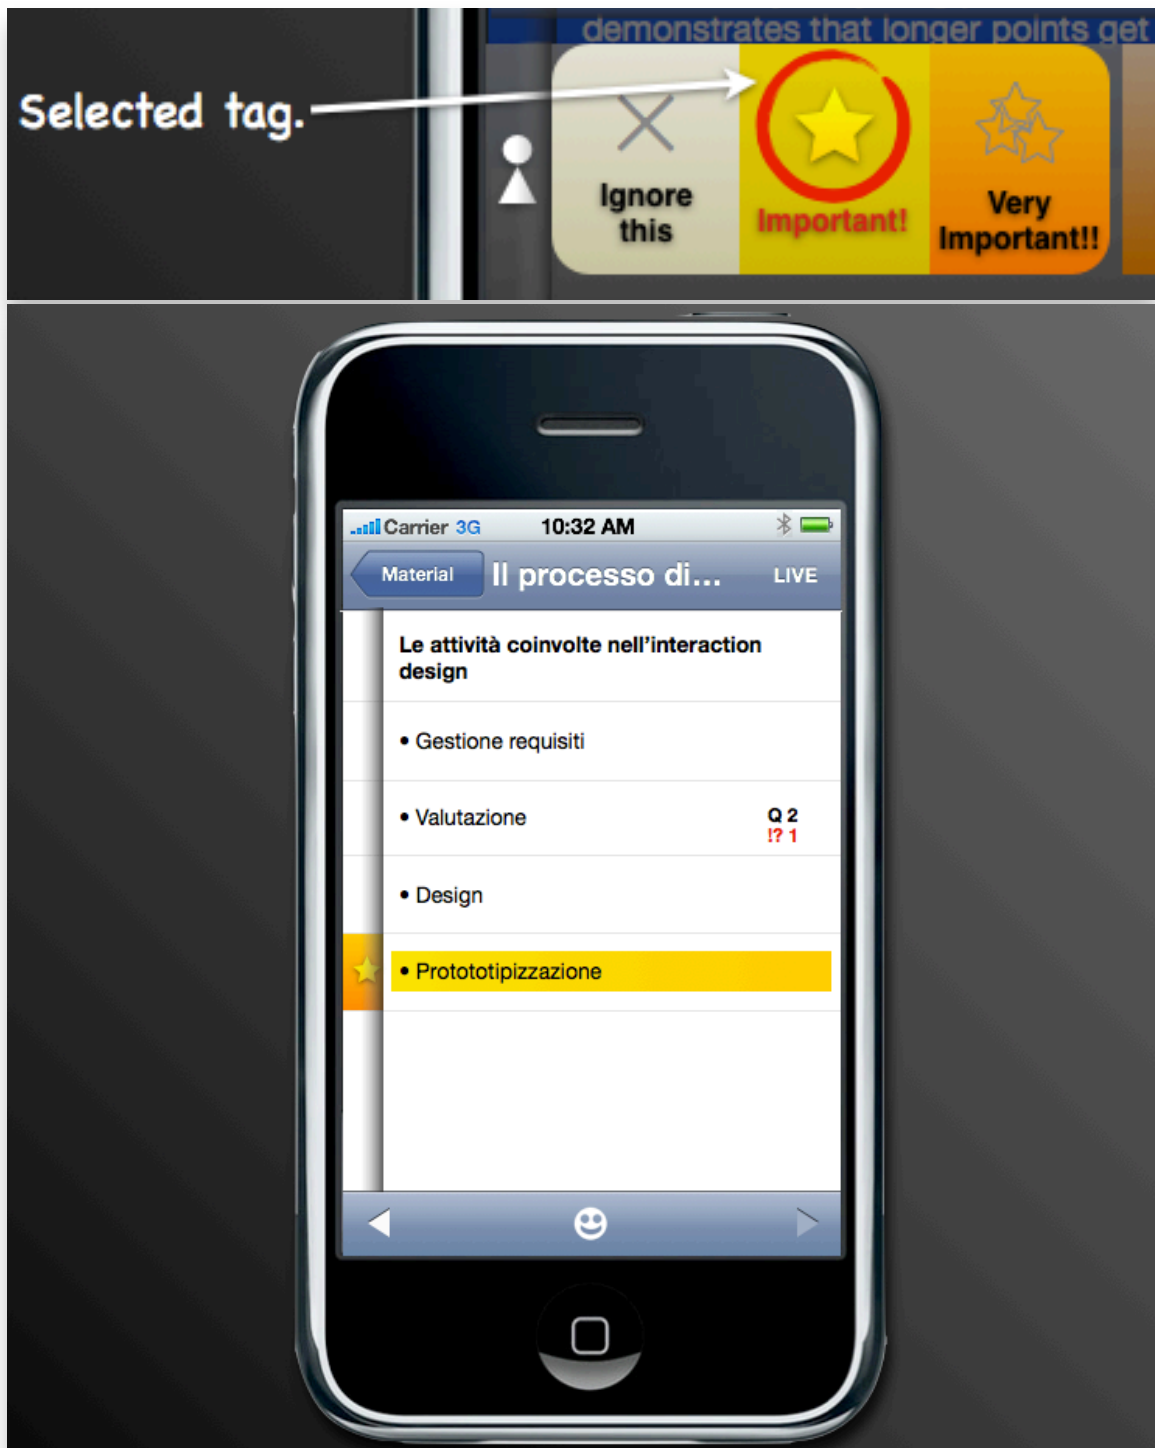 demonstrates that longer points get
Selected tag.
Ignore
this
Important!
Very
Important!!
Carrier 3G 10:32 AM
Material Il processo di... LIVE
Le attività coinvolte nell'interaction
design
• Gestione requisiti
• Valutazione Q 2
!? 1
• Design
• Protototipizzazione